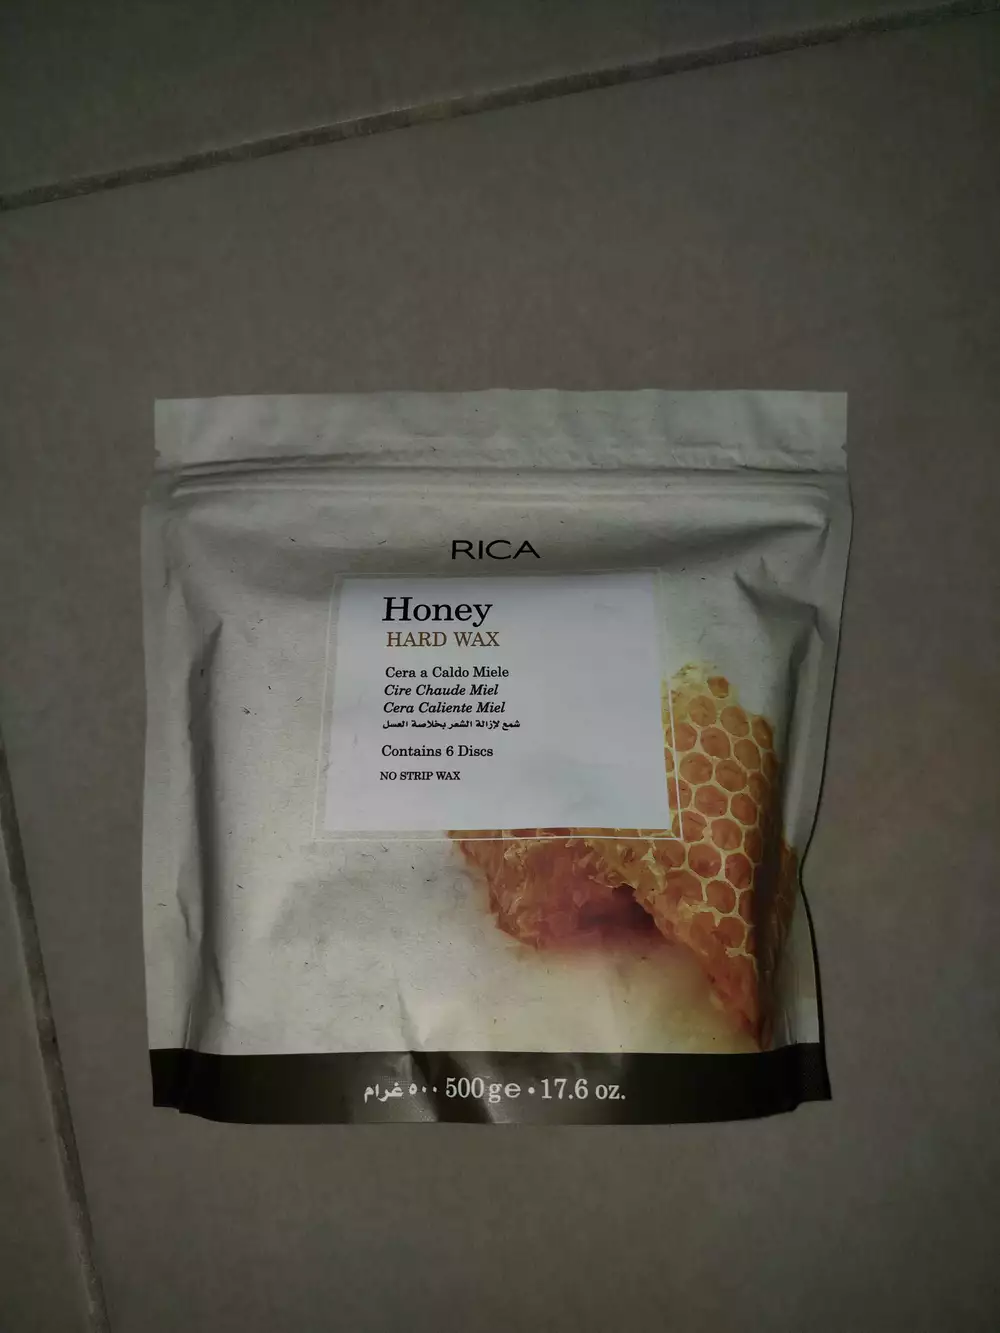 RICA
Honey
HARD WAX
Cera a Caldo Miele
Cire Chaude Miel
Cera Caliente Miel
شمع لإزالة الشعر بخلاصة العسل
Contains 6 Discs
NO STRIP WAX
٥٠٠ غرام 500 g ℮ • 17.6 oz.